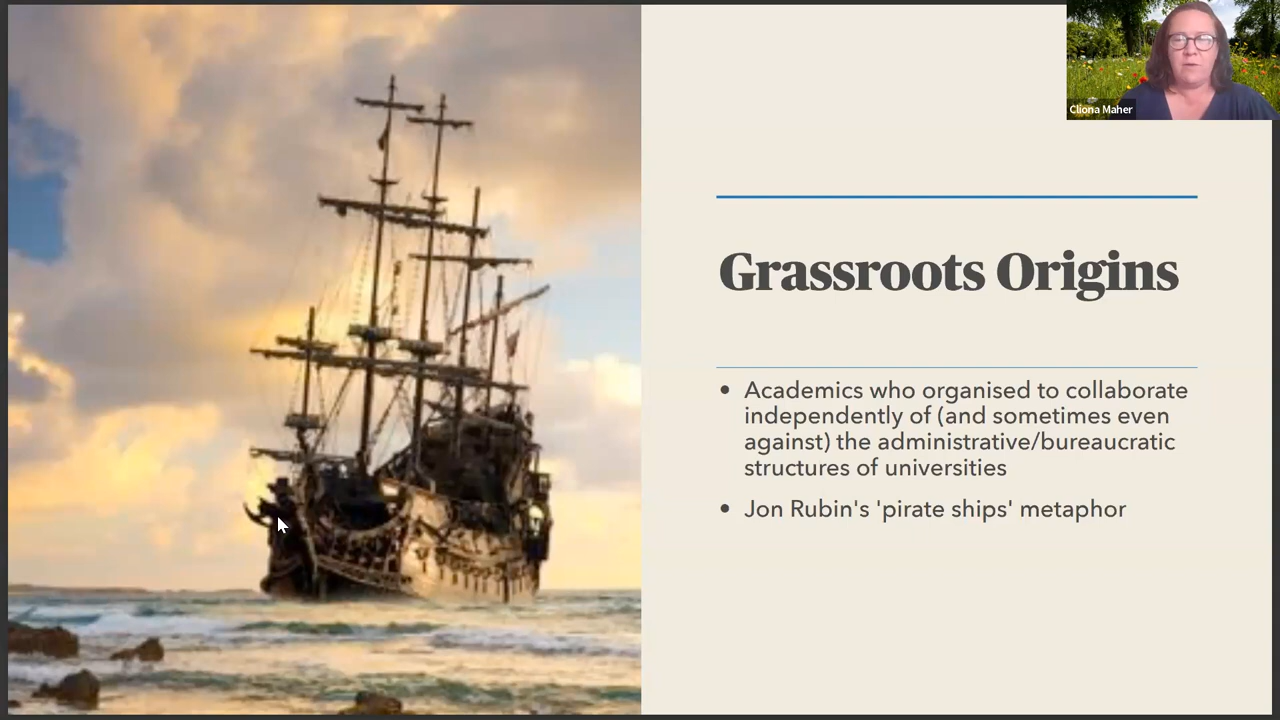 Cliona Maher
Grassroots Origins
• Academics who organised to collaborate
independently of (and sometimes even
against) the administrative/bureaucratic
structures of universities
• Jon Rubin's 'pirate ships' metaphor